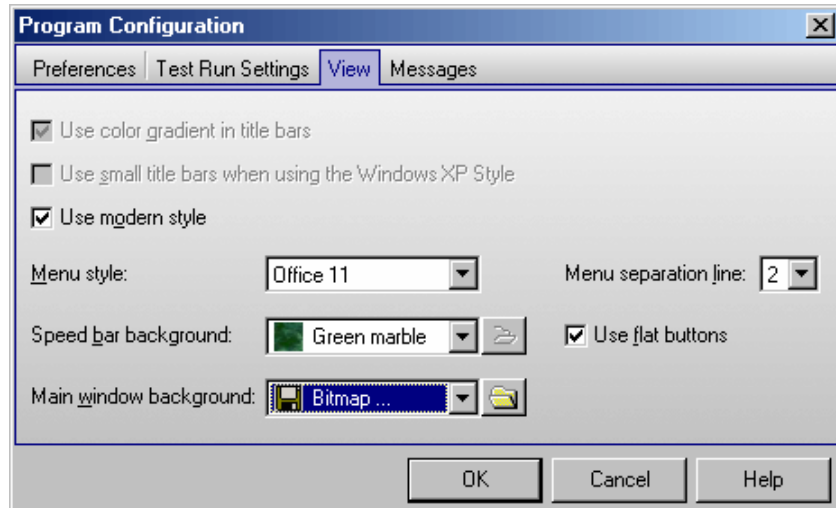 Program Configuration
Preferences Test Run Settings View Messages
Use color gradient in title bars
Use small title bars when using the Windows XP Style
Use modern style
Menu style: Office 11 Menu separation line: 2
Speed bar background: Green marble Use flat buttons
Main window background: Bitmap ...
OK Cancel Help